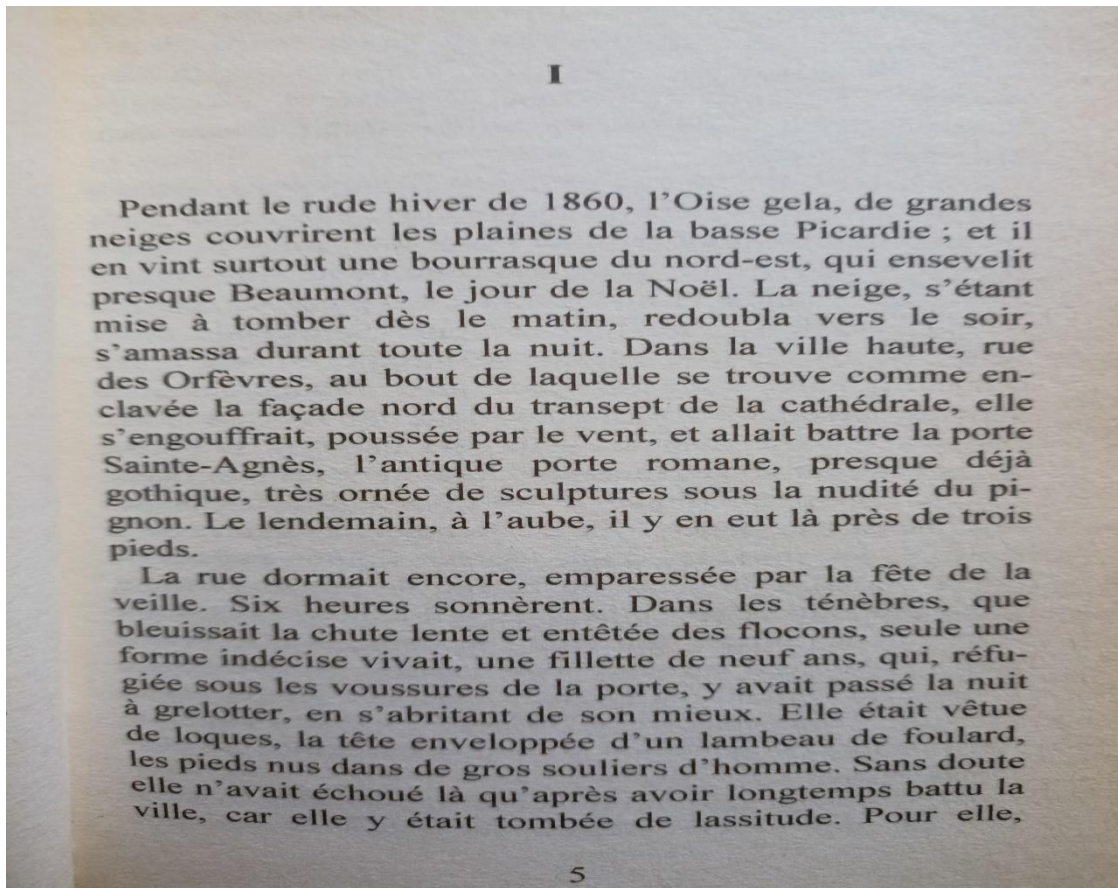 I
Pendant le rude hiver de 1860, l’Oise gela, de grandes
neiges couvrirent les plaines de la basse Picardie ; et il
en vint surtout une bourrasque du nord-est, qui ensevelit
presque Beaumont, le jour de la Noël. La neige, s’étant
mise à tomber dès le matin, redoubla vers le soir,
s’amassa durant toute la nuit. Dans la ville haute, rue
des Orfèvres, au bout de laquelle se trouve comme en-
clavée la façade nord du transept de la cathédrale, elle
s’engouffrait, poussée par le vent, et allait battre la porte
Sainte-Agnès, l’antique porte romane, presque déjà
gothique, très ornée de sculptures sous la nudité du pi-
gnon. Le lendemain, à l’aube, il y en eut là près de trois
pieds.
La rue dormait encore, emparessée par la fête de la
veille. Six heures sonnèrent. Dans les ténèbres, que
bleuissait la chute lente et entêtée des flocons, seule une
forme indécise vivait, une fillette de neuf ans, qui, réfu-
giée sous les voussures de la porte, y avait passé la nuit
à grelotter, en s’abritant de son mieux. Elle était vêtue
de loques, la tête enveloppée d’un lambeau de foulard,
les pieds nus dans de gros souliers d’homme. Sans doute
elle n’avait échoué là qu’après avoir longtemps battu la
ville, car elle y était tombée de lassitude. Pour elle,
5